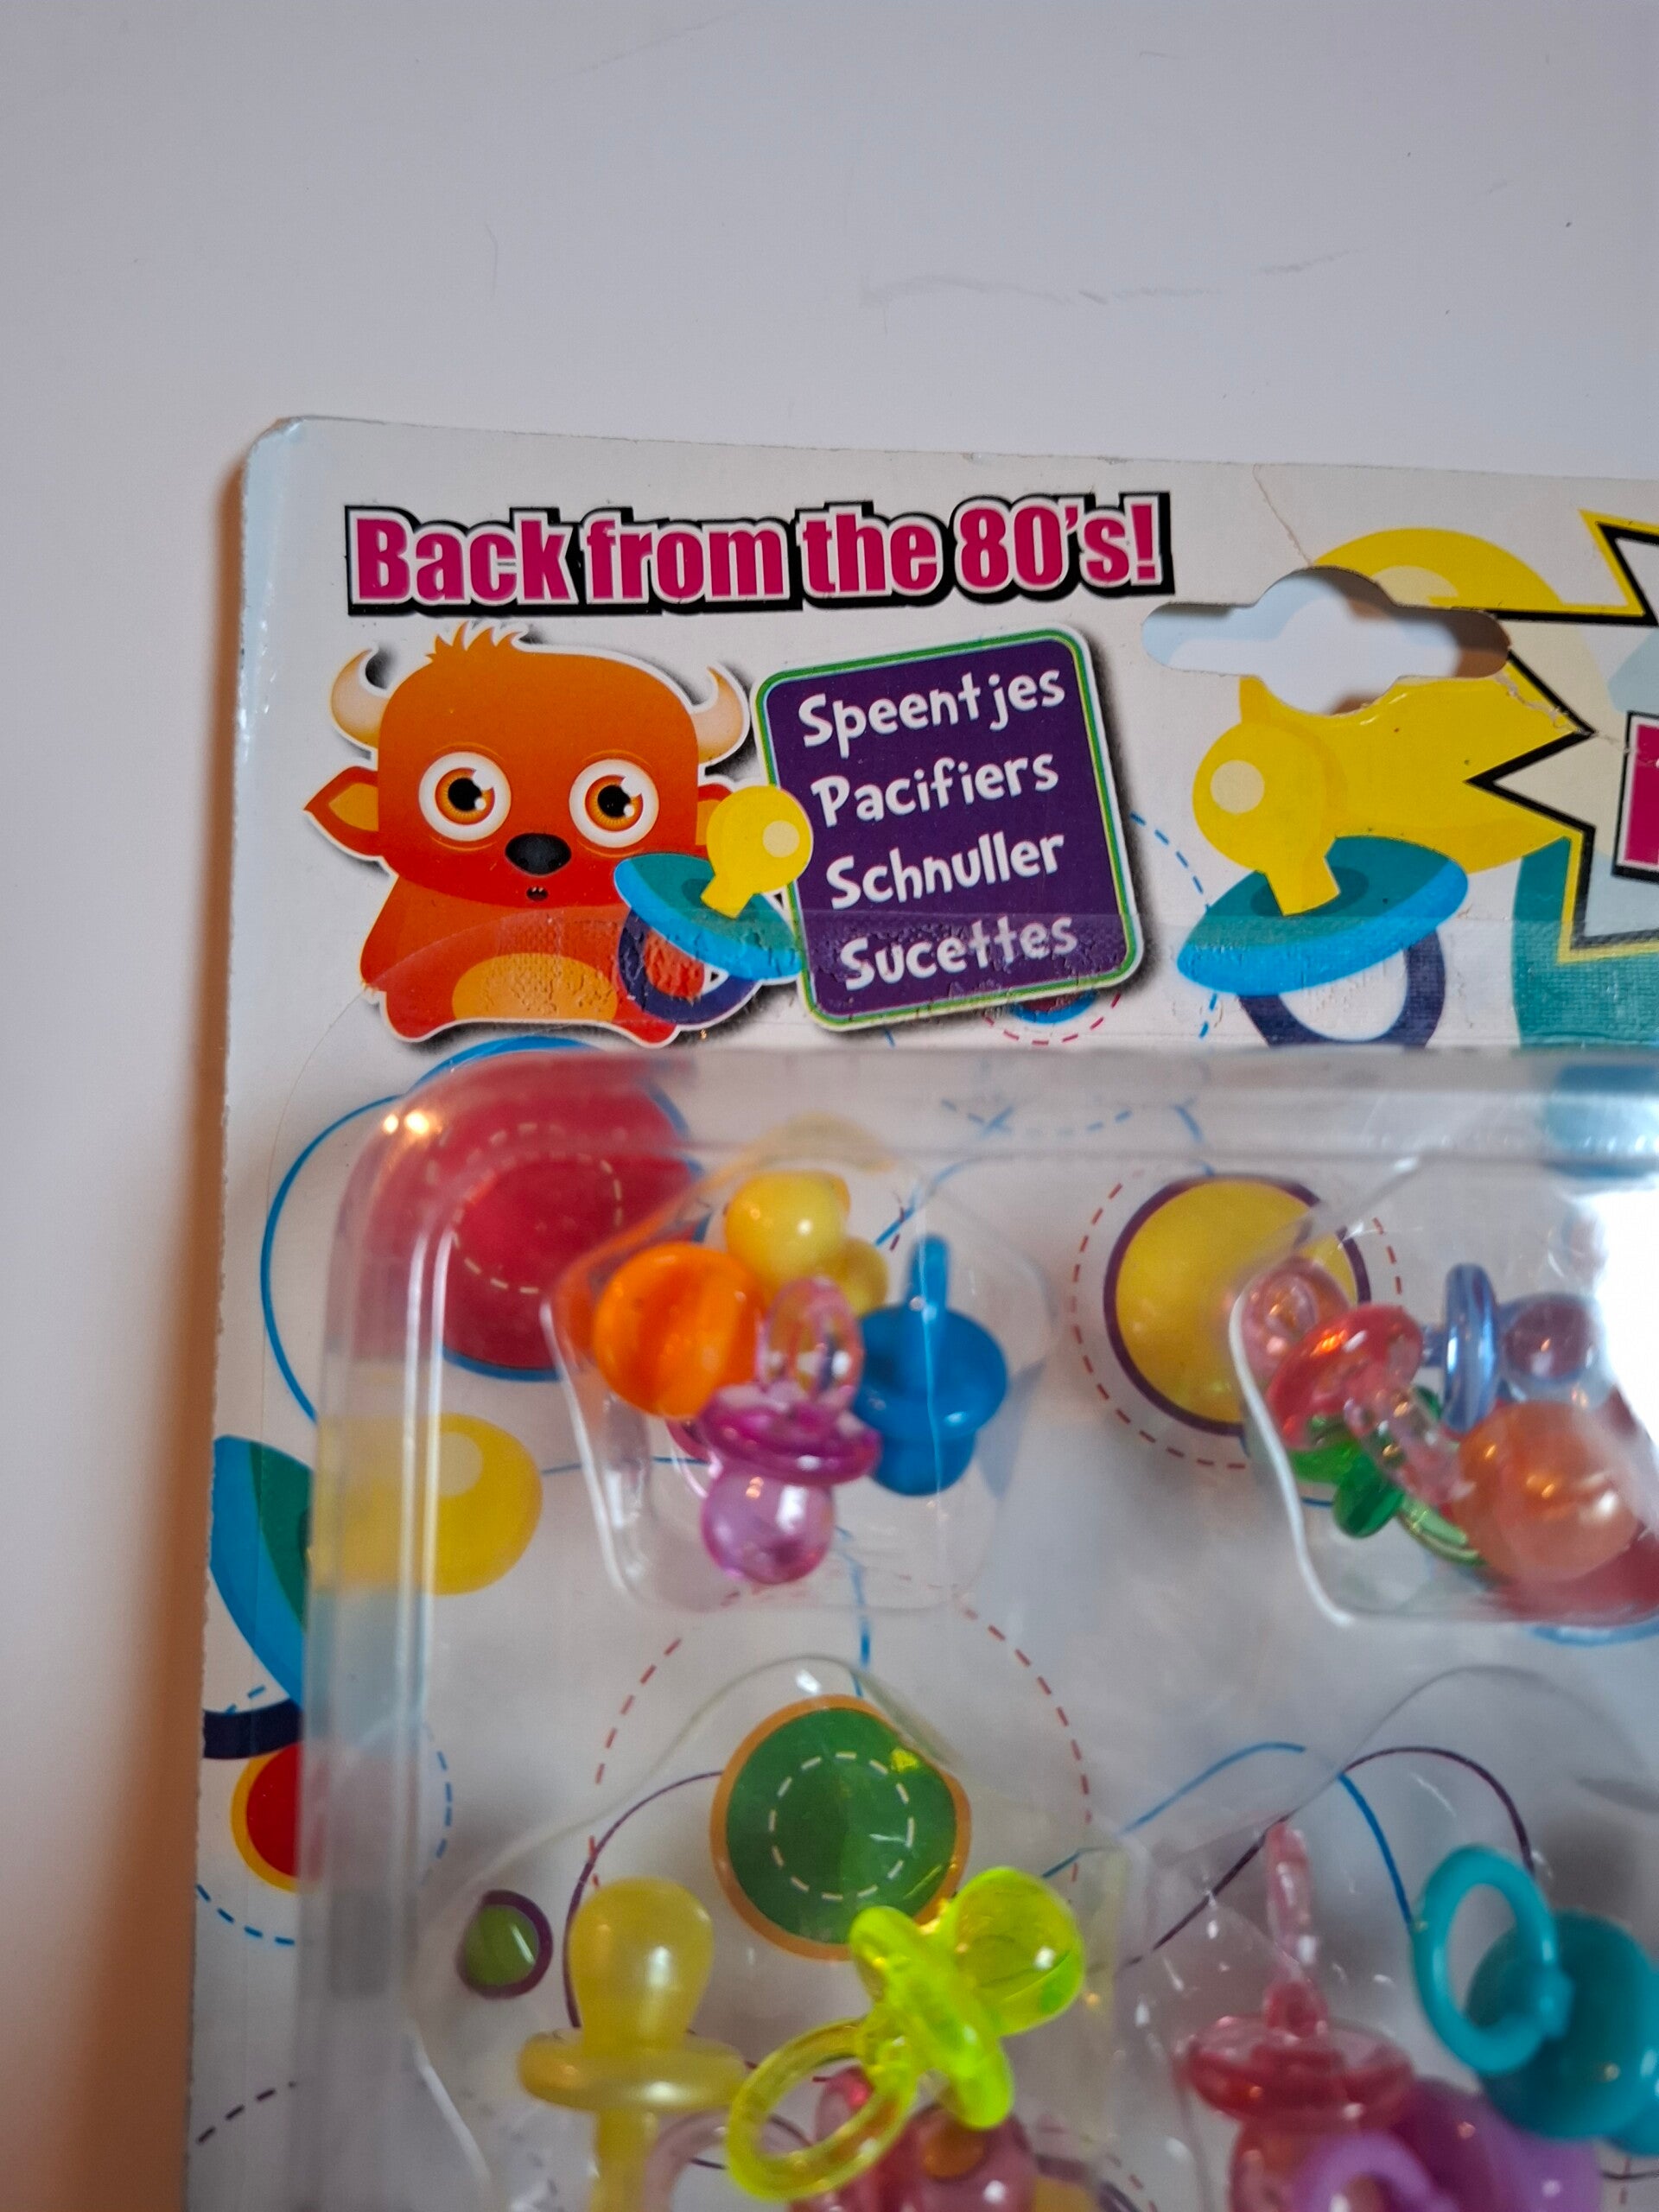 Back from the 80's!
Speentjes
Pacifiers
Schnuller
Sucettes